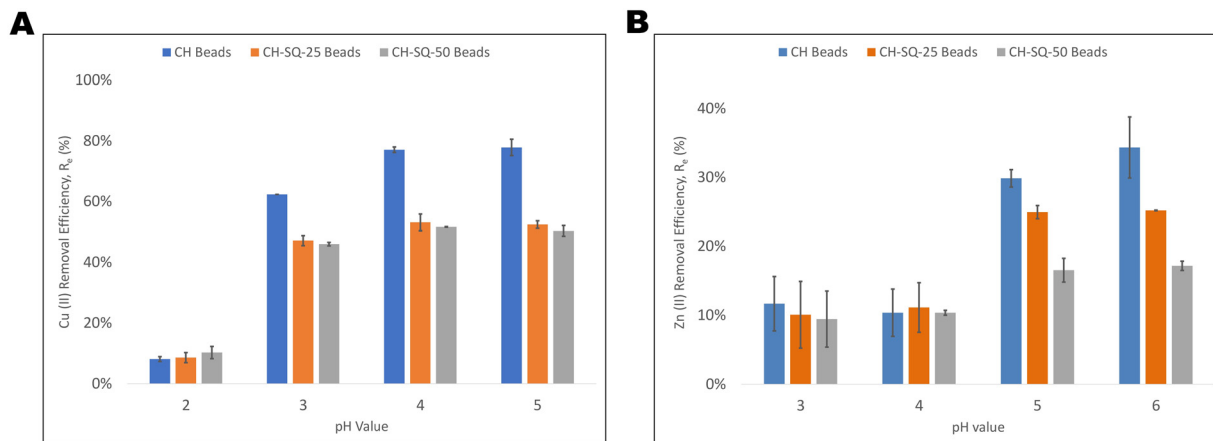 A
CH Beads CH-SQ-25 Beads CH-SQ-50 Beads
100%
80%
60%
40%
20%
0%
Cu (II) Removal Efficiency, Re (%)
2 3 4 5
pH Value
B
CH Beads CH-SQ-25 Beads CH-SQ-50 Beads
40%
30%
20%
10%
0%
Zn (II) Removal Efficiency, Re (%)
3 4 5 6
pH value